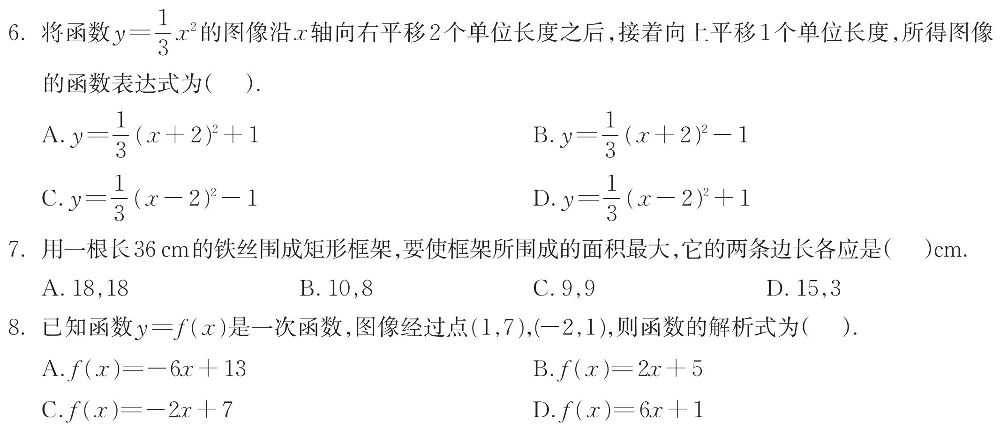 6. 将函数y=\frac{1}{3}x²的图像沿x轴向右平移2个单位长度之后,接着向上平移1个单位长度,所得图像
的函数表达式为(  ).
A. y=\frac{1}{3}(x+2)²+1  B. y=\frac{1}{3}(x+2)²-1
C. y=\frac{1}{3}(x-2)²-1  D. y=\frac{1}{3}(x-2)²+1
7. 用一根长36 cm的铁丝围成矩形框架,要使框架所围成的面积最大,它的两条边长各应是(  )cm.
A. 18,18  B. 10,8  C. 9,9  D. 15,3
8. 已知函数y=f(x)是一次函数,图像经过点(1,7),(-2,1),则函数的解析式为(  ).
A. f(x)=-6x+13  B. f(x)=2x+5
C. f(x)=-2x+7  D. f(x)=6x+1